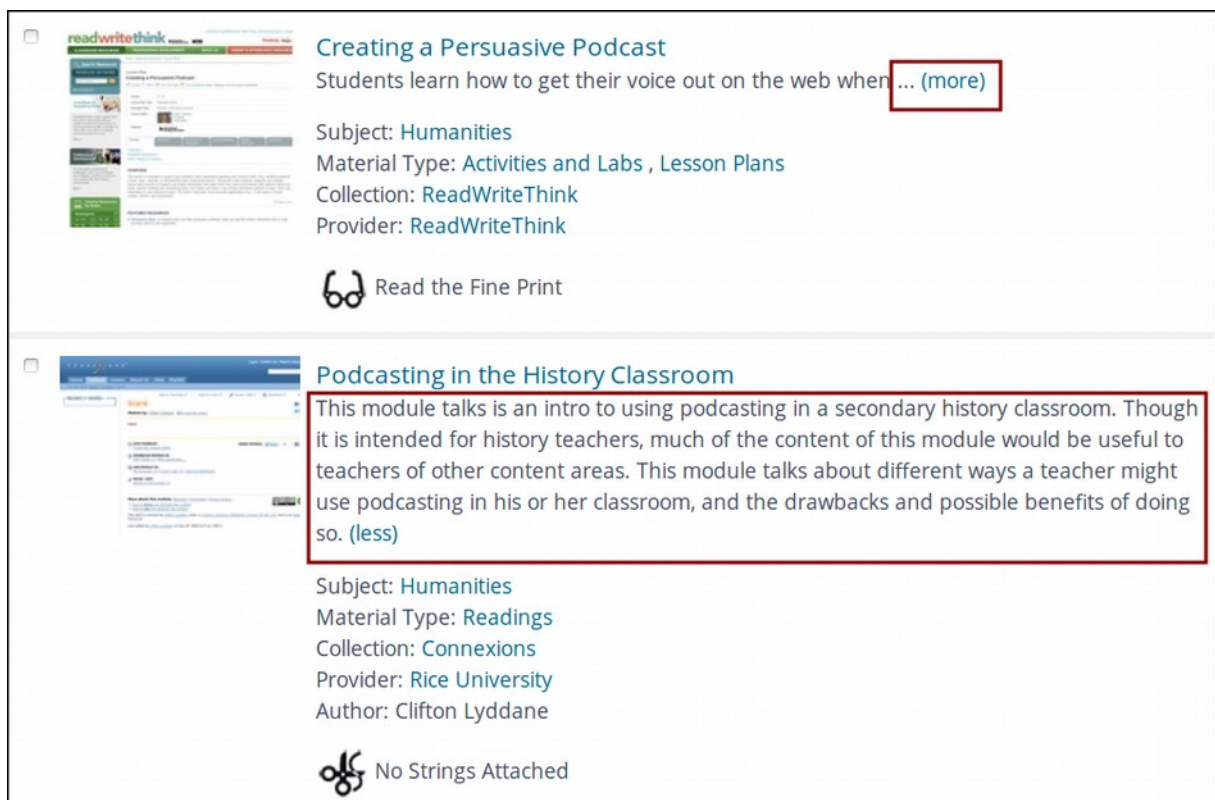 readwritethink
Creating a Persuasive Podcast
Students learn how to get their voice out on the web when ... (more)
Subject: Humanities
Material Type: Activities and Labs , Lesson Plans
Collection: ReadWriteThink
Provider: ReadWriteThink
Read the Fine Print
Podcasting in the History Classroom
This module talks is an intro to using podcasting in a secondary history classroom. Though
it is intended for history teachers, much of the content of this module would be useful to
teachers of other content areas. This module talks about different ways a teacher might
use podcasting in his or her classroom, and the drawbacks and possible benefits of doing
so. (less)
Subject: Humanities
Material Type: Readings
Collection: Connexions
Provider: Rice University
Author: Clifton Lyddane
No Strings Attached